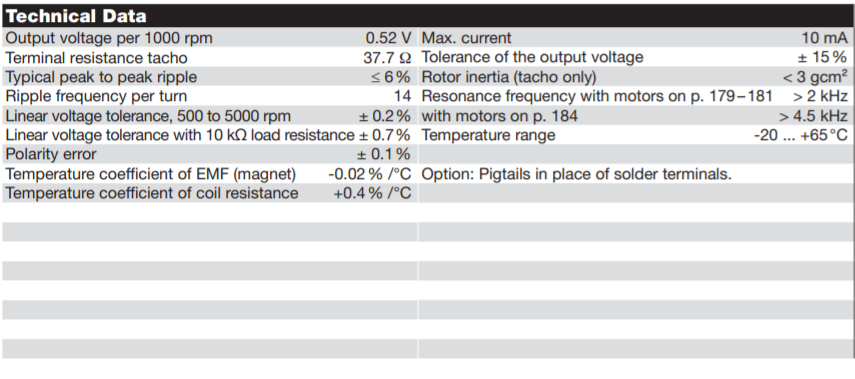 Technical Data
Output voltage per 1000 rpm 0.52 V
Terminal resistance tacho 37.7 Ω
Typical peak to peak ripple ≤ 6 %
Ripple frequency per turn 14
Linear voltage tolerance, 500 to 5000 rpm ± 0.2 %
Linear voltage tolerance with 10 kΩ load resistance ± 0.7 %
Polarity error ± 0.1 %
Temperature coefficient of EMF (magnet) -0.02 % /°C
Temperature coefficient of coil resistance +0.4 % /°C
Max. current 10 mA
Tolerance of the output voltage ± 15 %
Rotor inertia (tacho only) < 3 gcm²
Resonance frequency with motors on p. 179–181 > 2 kHz
with motors on p. 184 > 4.5 kHz
Temperature range -20 ... +65°C
Option: Pigtails in place of solder terminals.